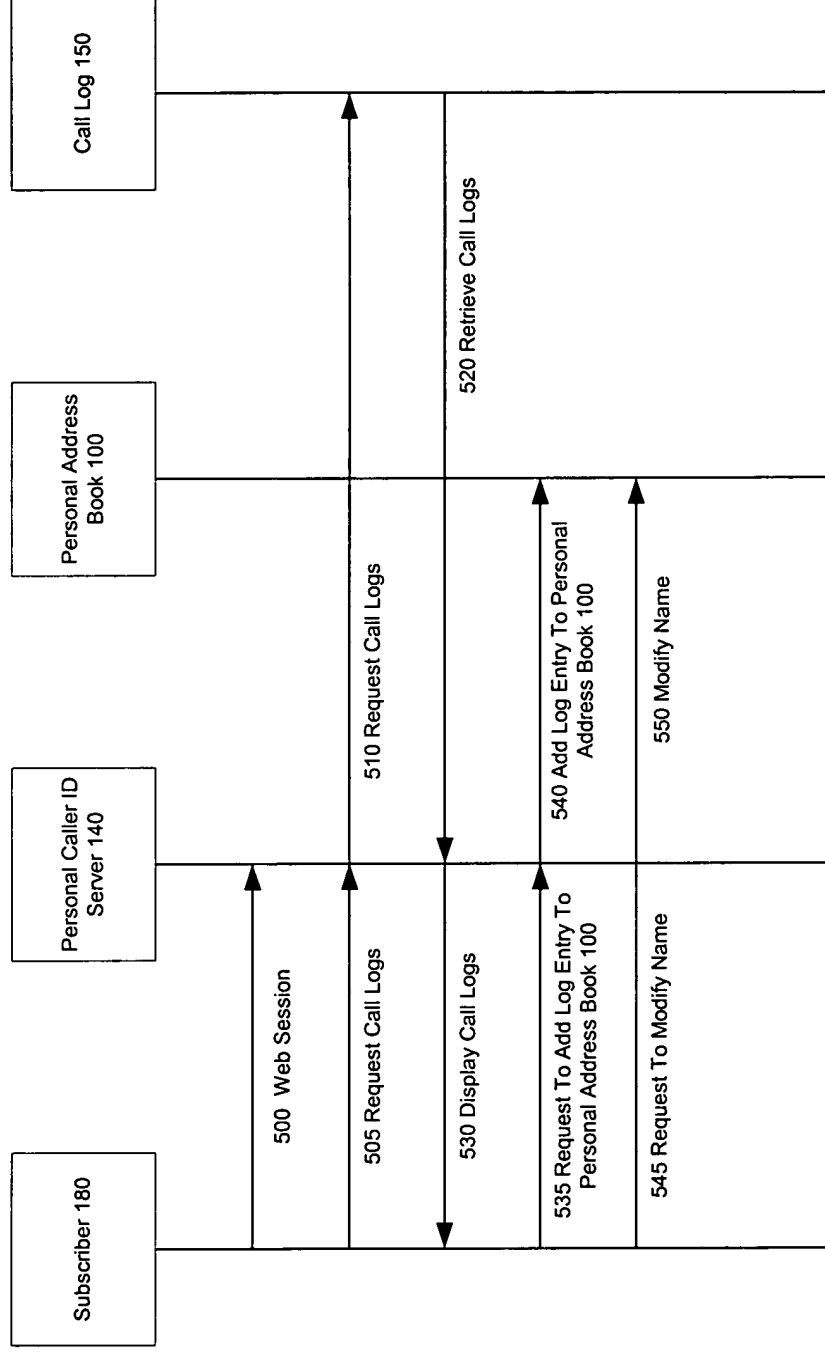 Subscriber 180
Personal Caller ID
Server 140
Personal Address
Book 100
Call Log 150
500 Web Session
505 Request Call Logs
510 Request Call Logs
520 Retrieve Call Logs
530 Display Call Logs
535 Request To Add Log Entry To
Personal Address Book 100
540 Add Log Entry To Personal
Address Book 100
545 Request To Modify Name
550 Modify Name